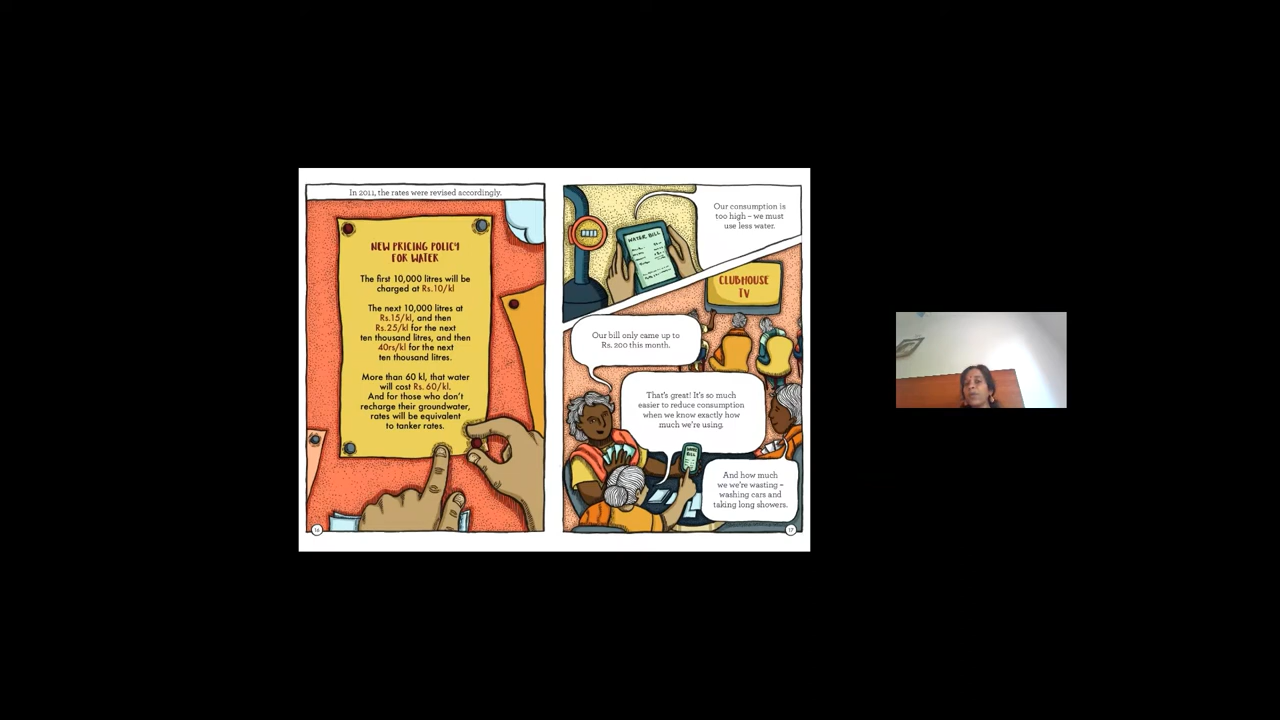 In 2011, the rates were revised accordingly.
NEW PRICING POLICY
FOR WATER
The first 10,000 litres will be
charged at Rs.10/kl
The next 10,000 litres at
Rs.15/kl, and then
Rs.25/kl for the next
ten thousand litres, and then
40rs/kl for the next
ten thousand litres.
More than 60 kl, that water
will cost Rs. 60/kl.
And for those who don't
recharge their groundwater,
rates will be equivalent
to tanker rates.
16
Our consumption is
too high – we must
use less water.
WATER BILL
CLUBHOUSE
TV
Our bill only came up to
Rs. 200 this month.
That's great! It's so much
easier to reduce consumption
when we know exactly how
much we're using.
WATER
BILL
And how much
we we're wasting –
washing cars and
taking long showers.
17